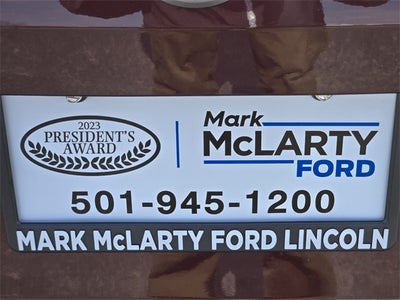 2023
PRESIDENT'S
AWARD
Mark
McLARTY
FORD
501-945-1200
MARK McLARTY FORD LINCOLN